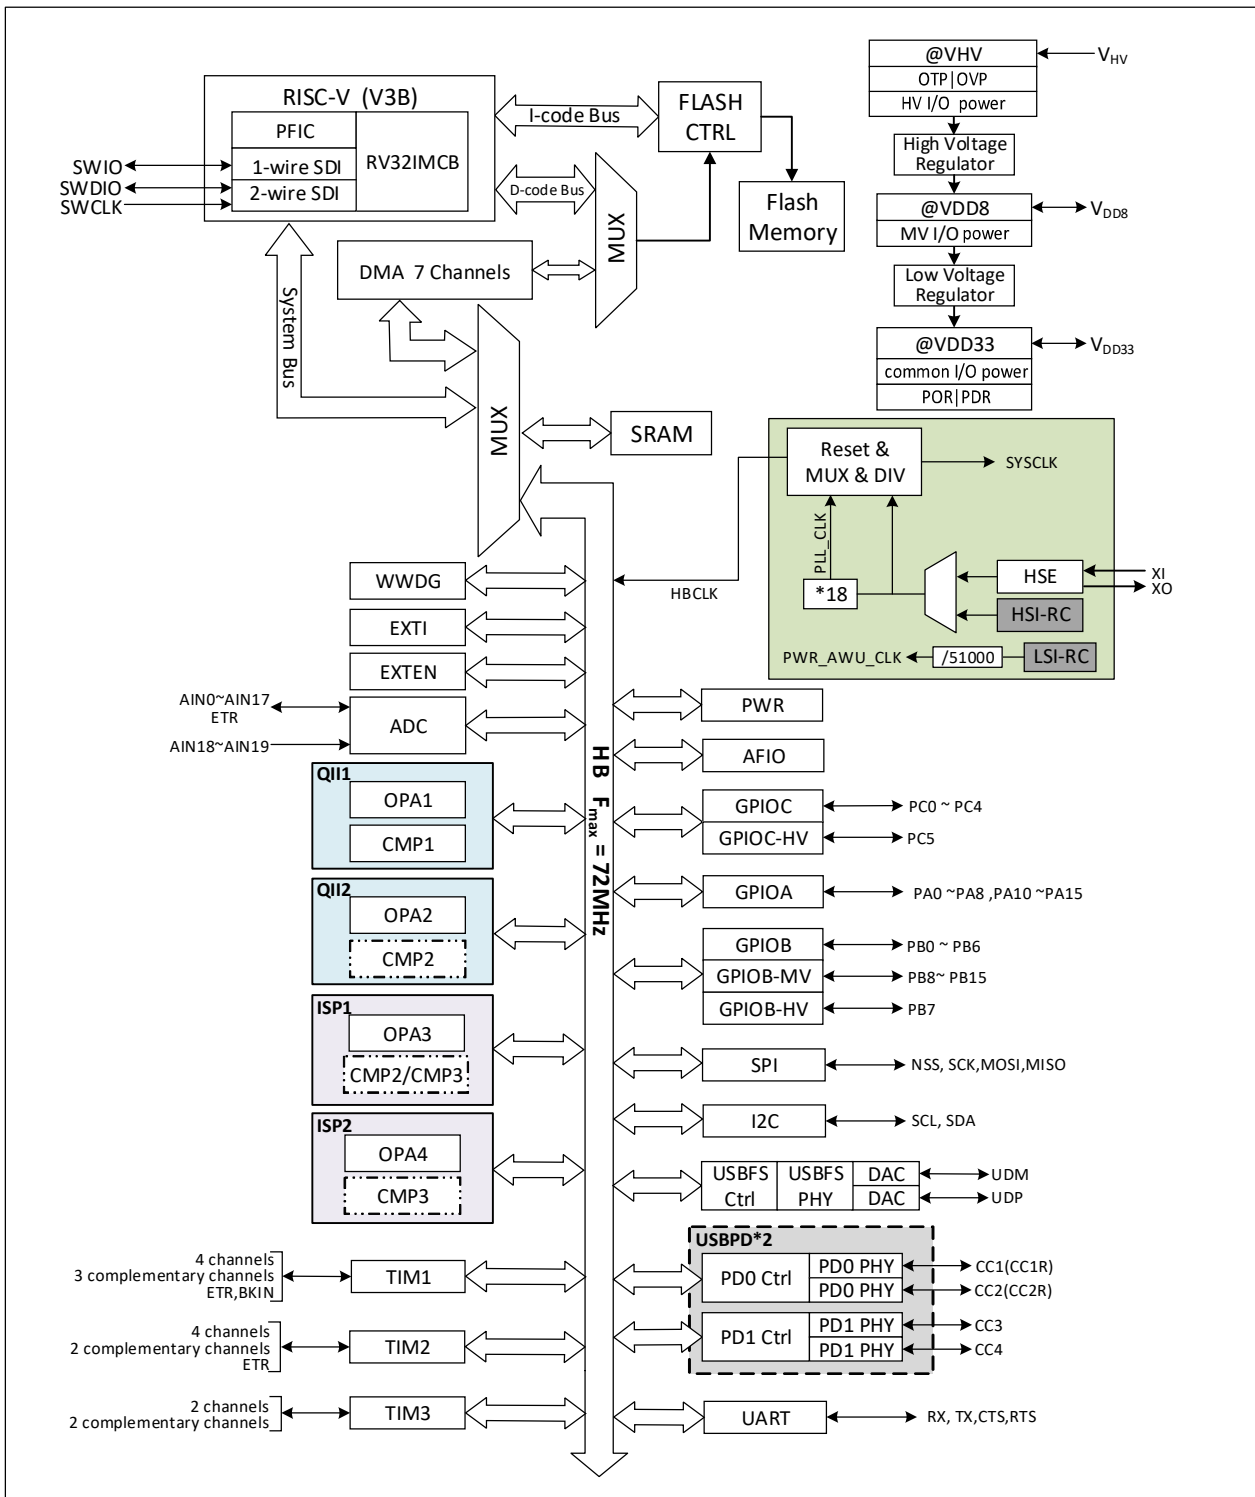 RISC-V (V3B)
PFIC
1-wire SDI
2-wire SDI
RV32IMCB
SWIO
SWDIO
SWCLK
I-code Bus
D-code Bus
FLASH
CTRL
Flash
Memory
MUX
DMA 7 Channels
System Bus
MUX
SRAM
@VHV
OTP|OVP
HV I/O power
VHV
High Voltage
Regulator
@VDD8
MV I/O power
VDD8
Low Voltage
Regulator
@VDD33
common I/O power
POR|PDR
VDD33
Reset &
MUX & DIV
SYSCLK
PLL_CLK
*18
HSE
HSI-RC
XI
XO
HBCLK
PWR_AWU_CLK
/51000
LSI-RC
WWDG
EXTI
EXTEN
AIN0~AIN17
ETR
AIN18~AIN19
ADC
QII1
OPA1
CMP1
QII2
OPA2
CMP2
ISP1
OPA3
CMP2/CMP3
ISP2
OPA4
CMP3
4 channels
3 complementary channels
ETR,BKIN
TIM1
4 channels
2 complementary channels
ETR
TIM2
2 channels
2 complementary channels
TIM3
HB Fmax = 72MHz
PWR
AFIO
GPIOC
PC0 ~ PC4
GPIOC-HV
PC5
GPIOA
PA0 ~PA8 ,PA10 ~PA15
GPIOB
PB0 ~ PB6
GPIOB-MV
PB8~ PB15
GPIOB-HV
PB7
SPI
NSS, SCK,MOSI,MISO
I2C
SCL, SDA
USBFS
Ctrl
USBFS
PHY
DAC
DAC
UDM
UDP
USBPD*2
PD0 Ctrl
PD0 PHY
PD0 PHY
CC1(CC1R)
CC2(CC2R)
PD1 Ctrl
PD1 PHY
PD1 PHY
CC3
CC4
UART
RX, TX,CTS,RTS